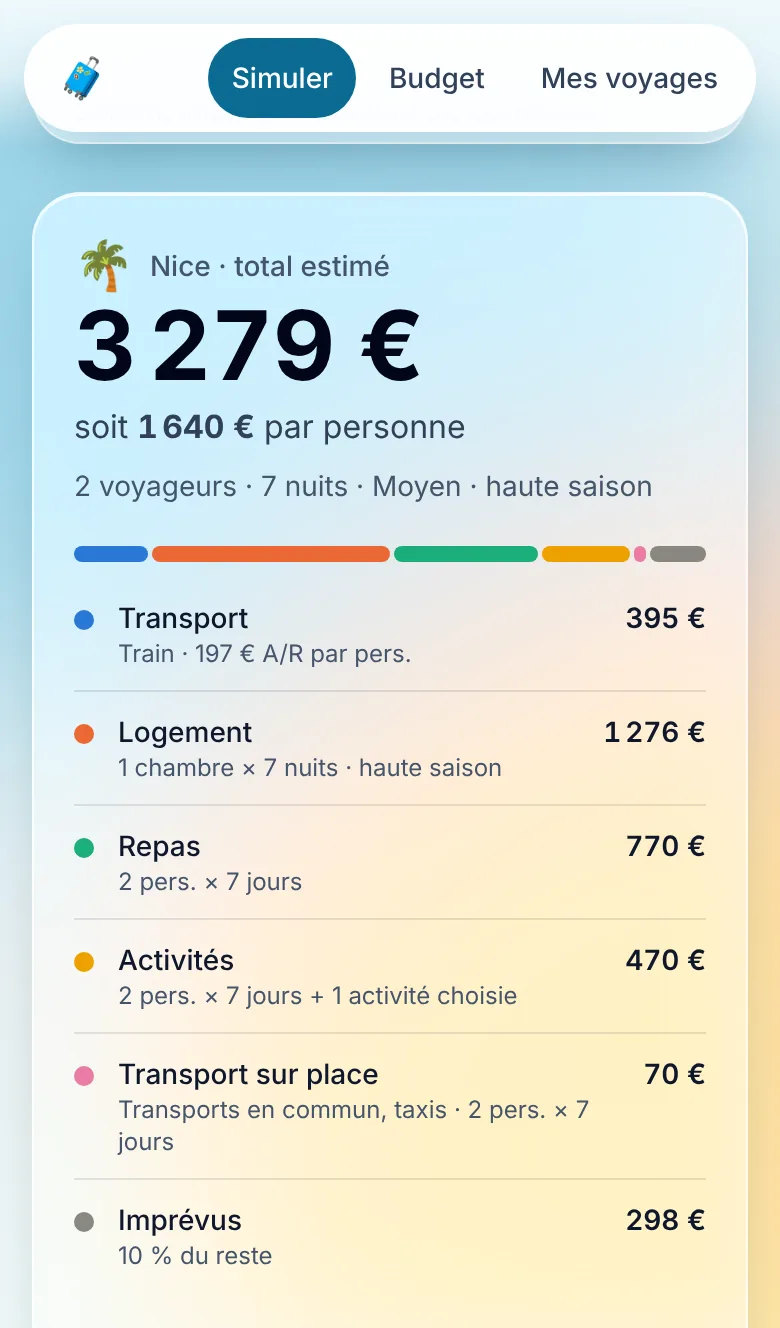 Simuler Budget Mes voyages
Nice · total estimé
3 279 €
soit 1 640 € par personne
2 voyageurs · 7 nuits · Moyen · haute saison
Transport 395 €
Train · 197 € A/R par pers.
Logement 1 276 €
1 chambre × 7 nuits · haute saison
Repas 770 €
2 pers. × 7 jours
Activités 470 €
2 pers. × 7 jours + 1 activité choisie
Transport sur place 70 €
Transports en commun, taxis · 2 pers. × 7
jours
Imprévus 298 €
10 % du reste